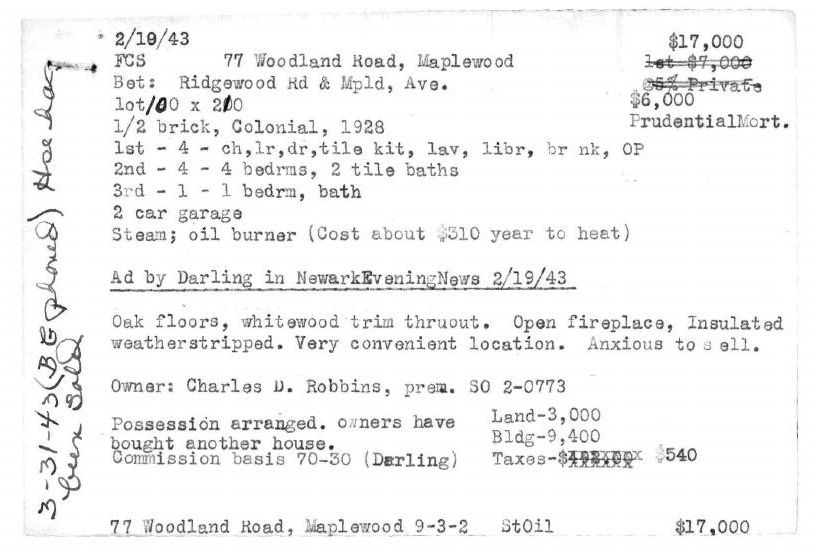 2/10/43 $17,000
FCS 77 Woodland Road, Maplewood 1st $7,000
Bet: Ridgewood Rd & Mpld, Ave. @5% Private
lot/00 x 210 $6,000
1/2 brick, Colonial, 1928 PrudentialMort.
1st - 4 - ch,lr,dr,tile kit, lav, libr, br nk, OP
2nd - 4 - 4 bedrms, 2 tile baths
3rd - 1 - 1 bedrm, bath
2 car garage
Steam; oil burner (Cost about $310 year to heat)
Ad by Darling in NewarkEveningNews 2/19/43
Oak floors, whitewood trim thruout. Open fireplace, Insulated
weatherstripped. Very convenient location. Anxious to sell.
Owner: Charles D. Robbins, prem. SO 2-0773
Possession arranged. owners have Land-3,000
bought another house. Bldg-9,400
Commission basis 70-30 (Darling) Taxes- $540
77 Woodland Road, Maplewood 9-3-2 StOil $17,000
3-31-43 (BG phoned) Hse has
been Sold